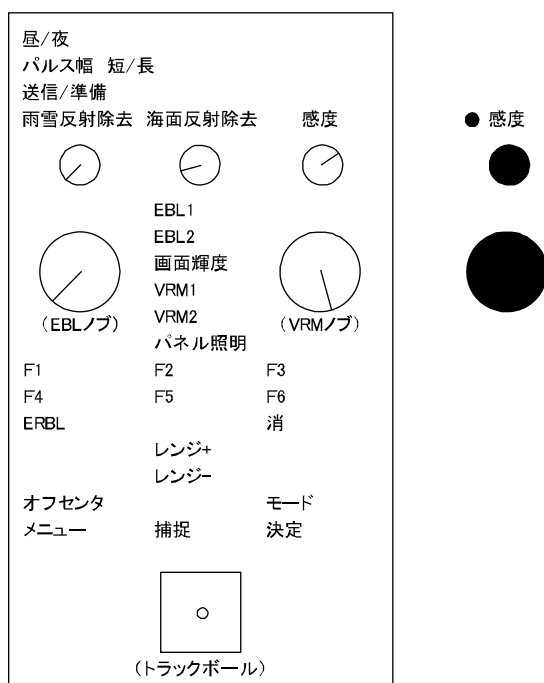 昼/夜
パルス幅 短/長
送信/準備
雨雪反射除去 海面反射除去 感度 ● 感度
EBL1
EBL2
画面輝度
VRM1
VRM2
(EBLノブ) (VRMノブ)
パネル照明
F1 F2 F3
F4 F5 F6
ERBL 消
レンジ+
レンジ-
オフセンタ モード
メニュー 捕捉 決定
(トラックボール)